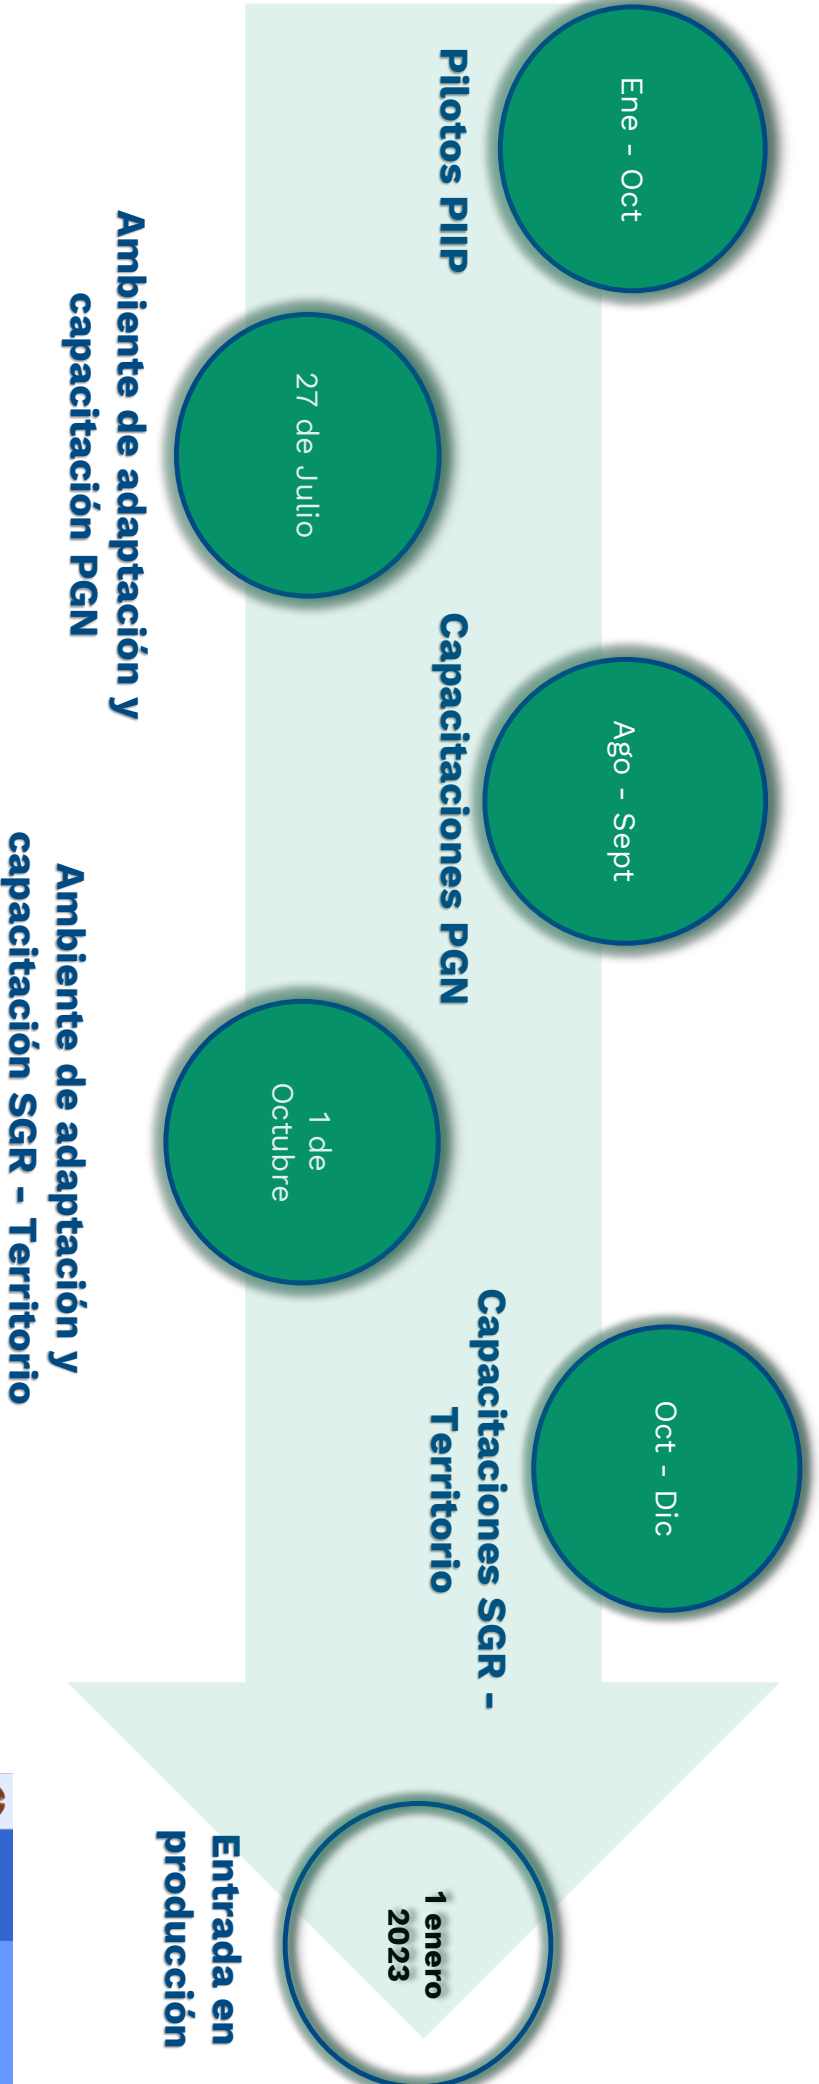 Ene - Oct
Pilotos PIIP
27 de Julio
Ambiente de adaptación y
capacitación PGN
Ago - Sept
Capacitaciones PGN
1 de
Octubre
Ambiente de adaptación y
capacitación SGR - Territorio
Oct - Dic
Capacitaciones SGR -
Territorio
1 enero
2023
Entrada en
producción